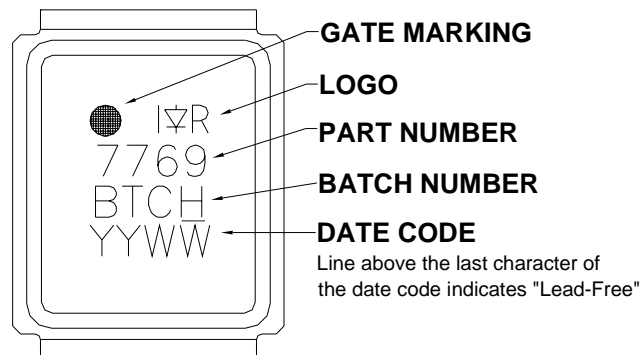 GATE MARKING
LOGO
PART NUMBER
BATCH NUMBER
DATE CODE
Line above the last character of
the date code indicates "Lead-Free"
I R
7769
BTCH
YYWW